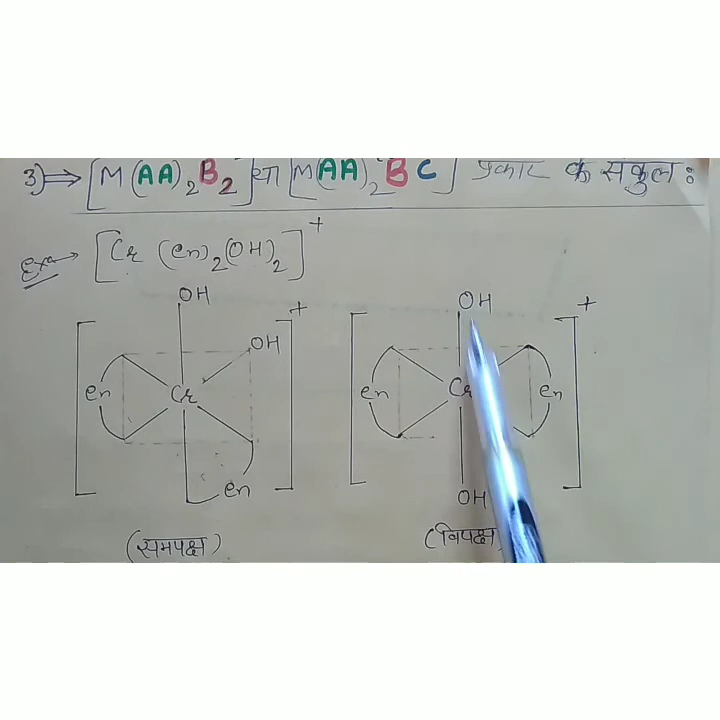 3) ⇒ [M(AA)₂B₂] या [M(AA)₂BC] प्रकार के संकुल :
Ex → [Cr (en)₂(OH)₂]⁺
OH + OH +
OH
en Cr en Cr en
en OH
(समपक्ष) (विपक्ष